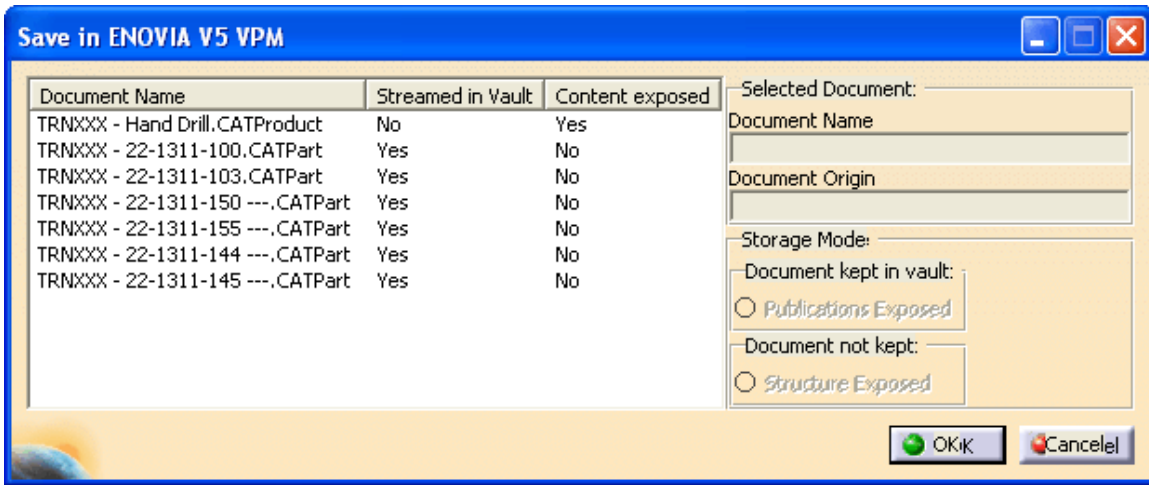 Save in ENOVIA V5 VPM
Document Name Streamed in Vault Content exposed
TRNXXX - Hand Drill.CATProduct No Yes
TRNXXX - 22-1311-100.CATPart Yes No
TRNXXX - 22-1311-103.CATPart Yes No
TRNXXX - 22-1311-150 ---.CATPart Yes No
TRNXXX - 22-1311-155 ---.CATPart Yes No
TRNXXX - 22-1311-144 ---.CATPart Yes No
TRNXXX - 22-1311-145 ---.CATPart Yes No
Selected Document:
Document Name
Document Origin
Storage Mode:
Document kept in vault:
Publications Exposed
Document not kept:
Structure Exposed
OKiK
Cancelel